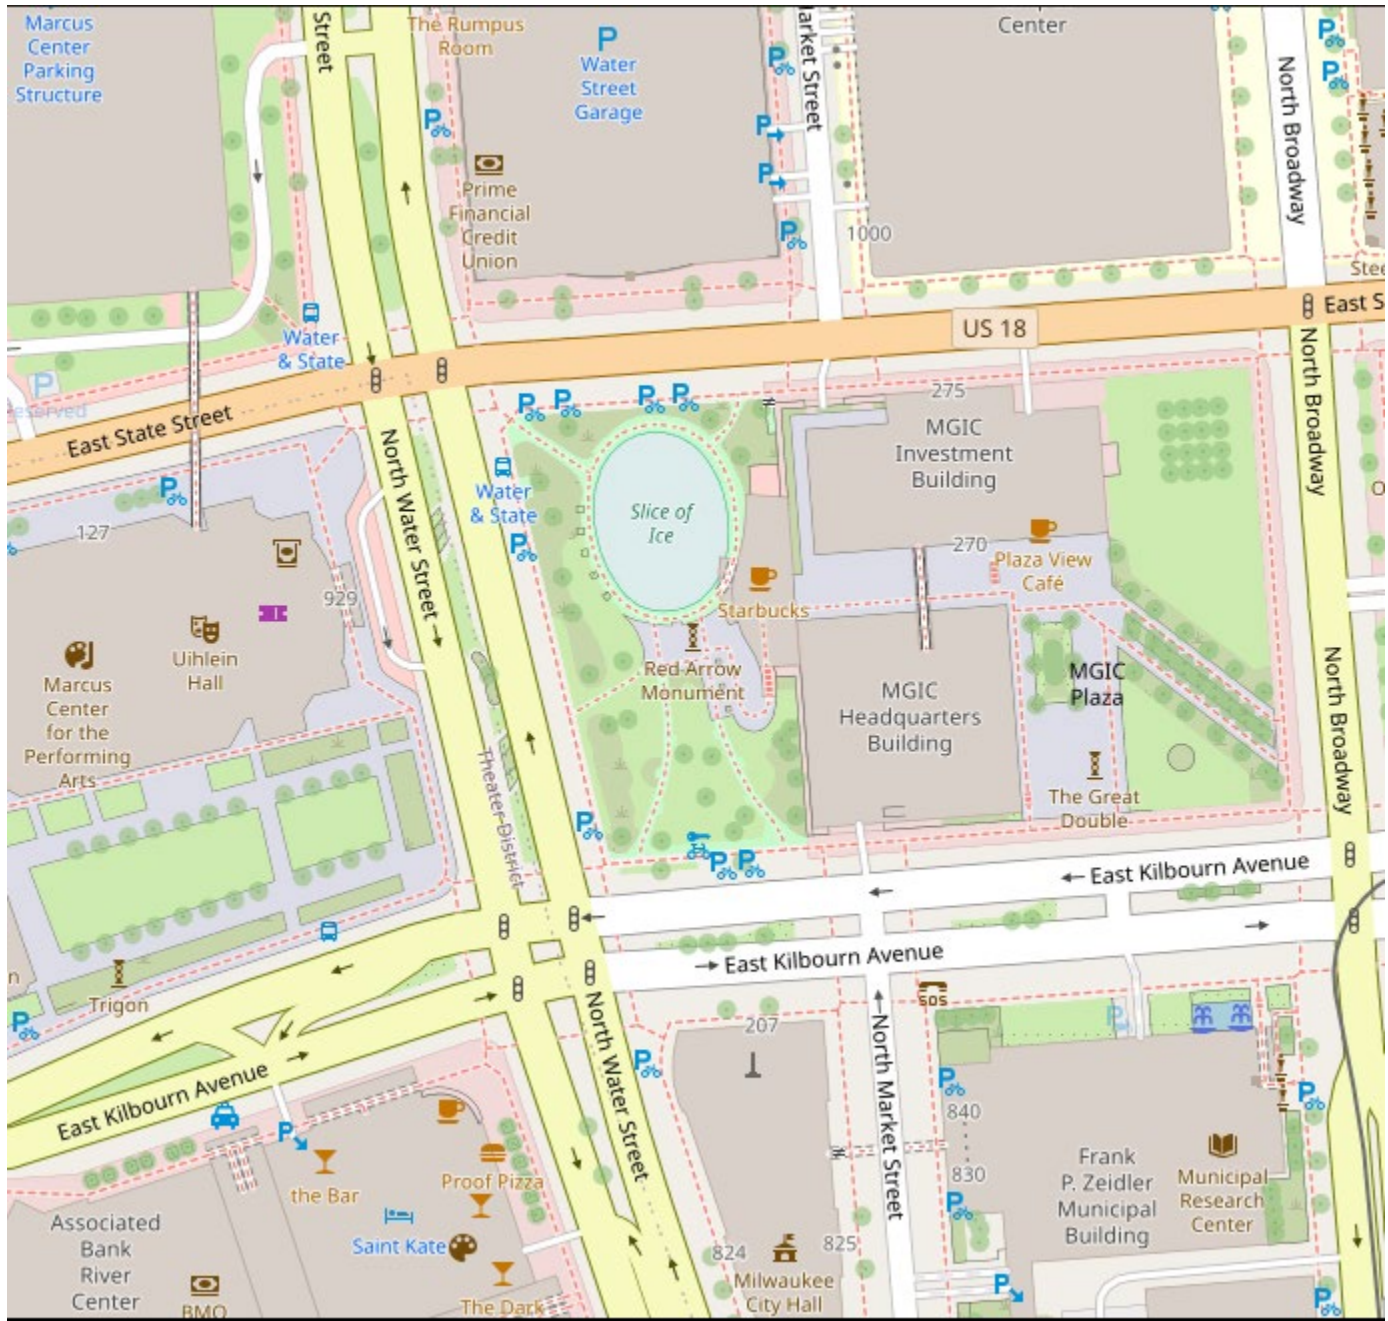 Marcus
Center
Parking
Structure
Street
The Rumpus
Room
P
Water
Street
Garage
Market Street
Center
North Broadway
P
P
P
P
P
P
P
Prime
Financial
Credit
Union
1000
Water
& State
US 18
East S
Stee
P
eserved
East State Street
North Water Street
P
P
P
P
275
MGIC
Investment
Building
North Broadway
Water
& State
Slice of
Ice
P
P
127
929
270
Plaza View
Café
Starbucks
Uihlein
Hall
Marcus
Center
for the
Performing
Arts
Red Arrow
Monument
MGIC
Headquarters
Building
MGIC
Plaza
North Broadway
Theater District
The Great
Double
P
P
P
East Kilbourn Avenue
East Kilbourn Avenue
n
Trigon
P
SOS
207
P
P
North Water Street
North Market Street
East Kilbourn Avenue
P
P
P
840
830
P
the Bar
Proof Pizza
Saint Kate
Associated
Bank
River
Center
BMO
The Dark
824
825
Milwaukee
City Hall
Frank
P. Zeidler
Municipal
Building
Municipal
Research
Center
P
P